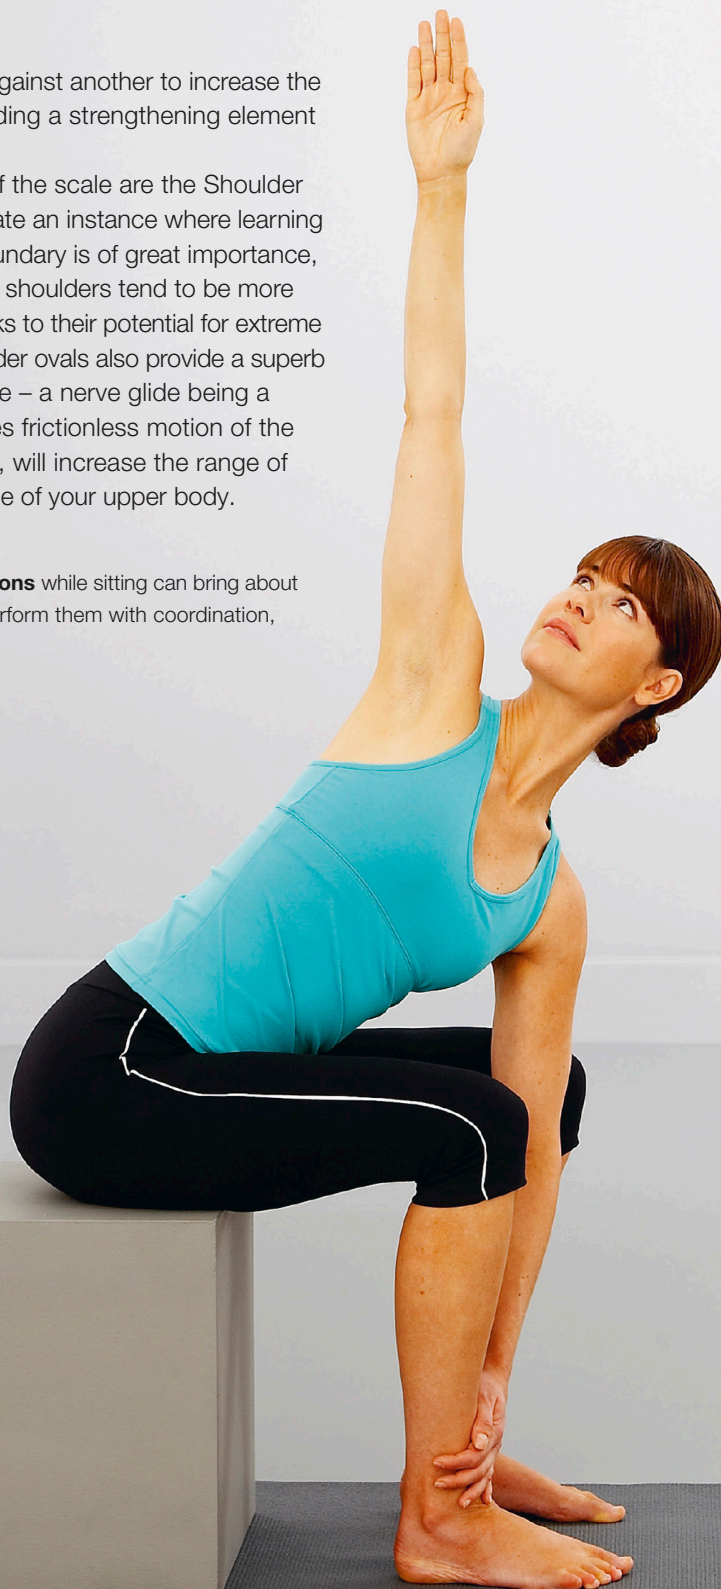 gainst another to increase the
ding a strengthening element
f the scale are the Shoulder
ate an instance where learning
undary is of great importance,
shoulders tend to be more
ks to their potential for extreme
der ovals also provide a superb
e – a nerve glide being a
es frictionless motion of the
, will increase the range of
e of your upper body.
ons while sitting can bring about
rform them with coordination,